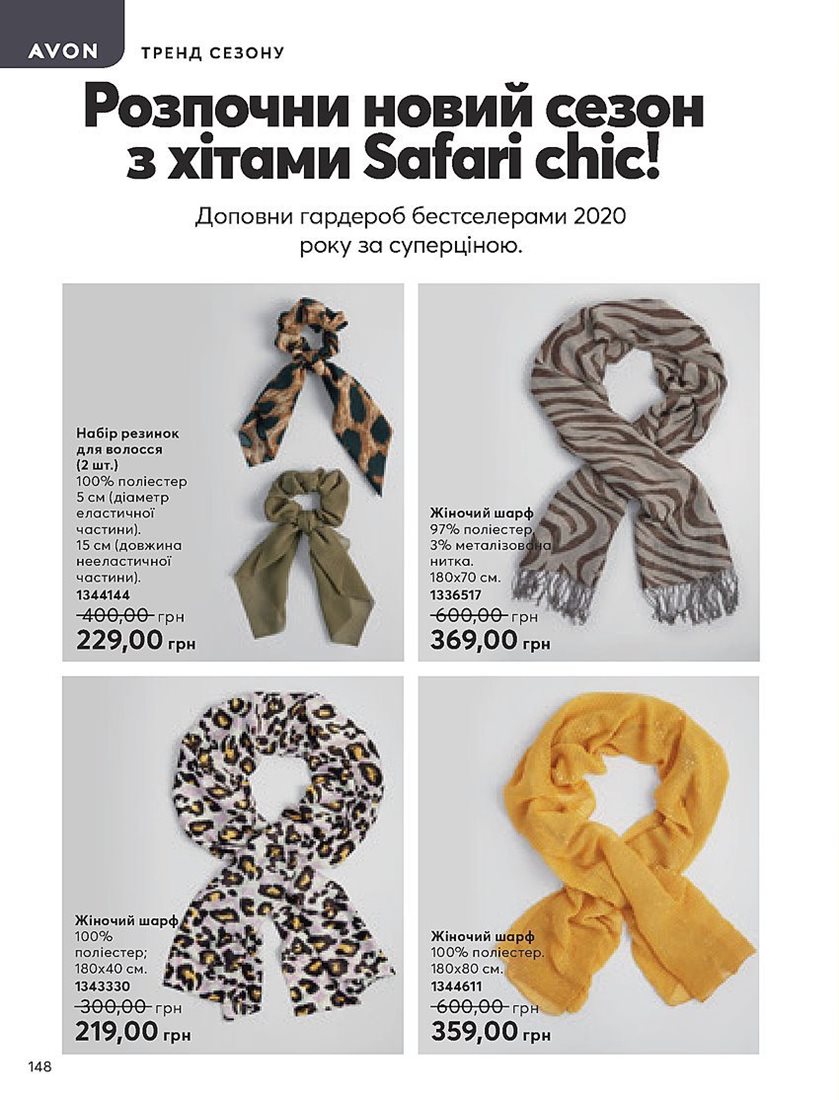 AVON
ТРЕНД СЕЗОНУ
Розпочни новий сезон
з хітами Safari chic!
Доповни гардероб бестселерами 2020
року за суперціною.
Набір резинок
для волосся
(2 шт.)
100% поліестер
5 см (діаметр
еластичної
частини).
15 см (довжина
нееластичної
частини).
1344144
400,00 грн
229,00 грн
Жіночий шарф
97% поліестер,
3% металізована
нитка.
180х70 см.
1336517
600,00 грн
369,00 грн
Жіночий шарф
100%
поліестер;
180х40 см.
1343330
300,00 грн
219,00 грн
Жіночий шарф
100% поліестер.
180х80 см.
1344611
600,00 грн
359,00 грн
148